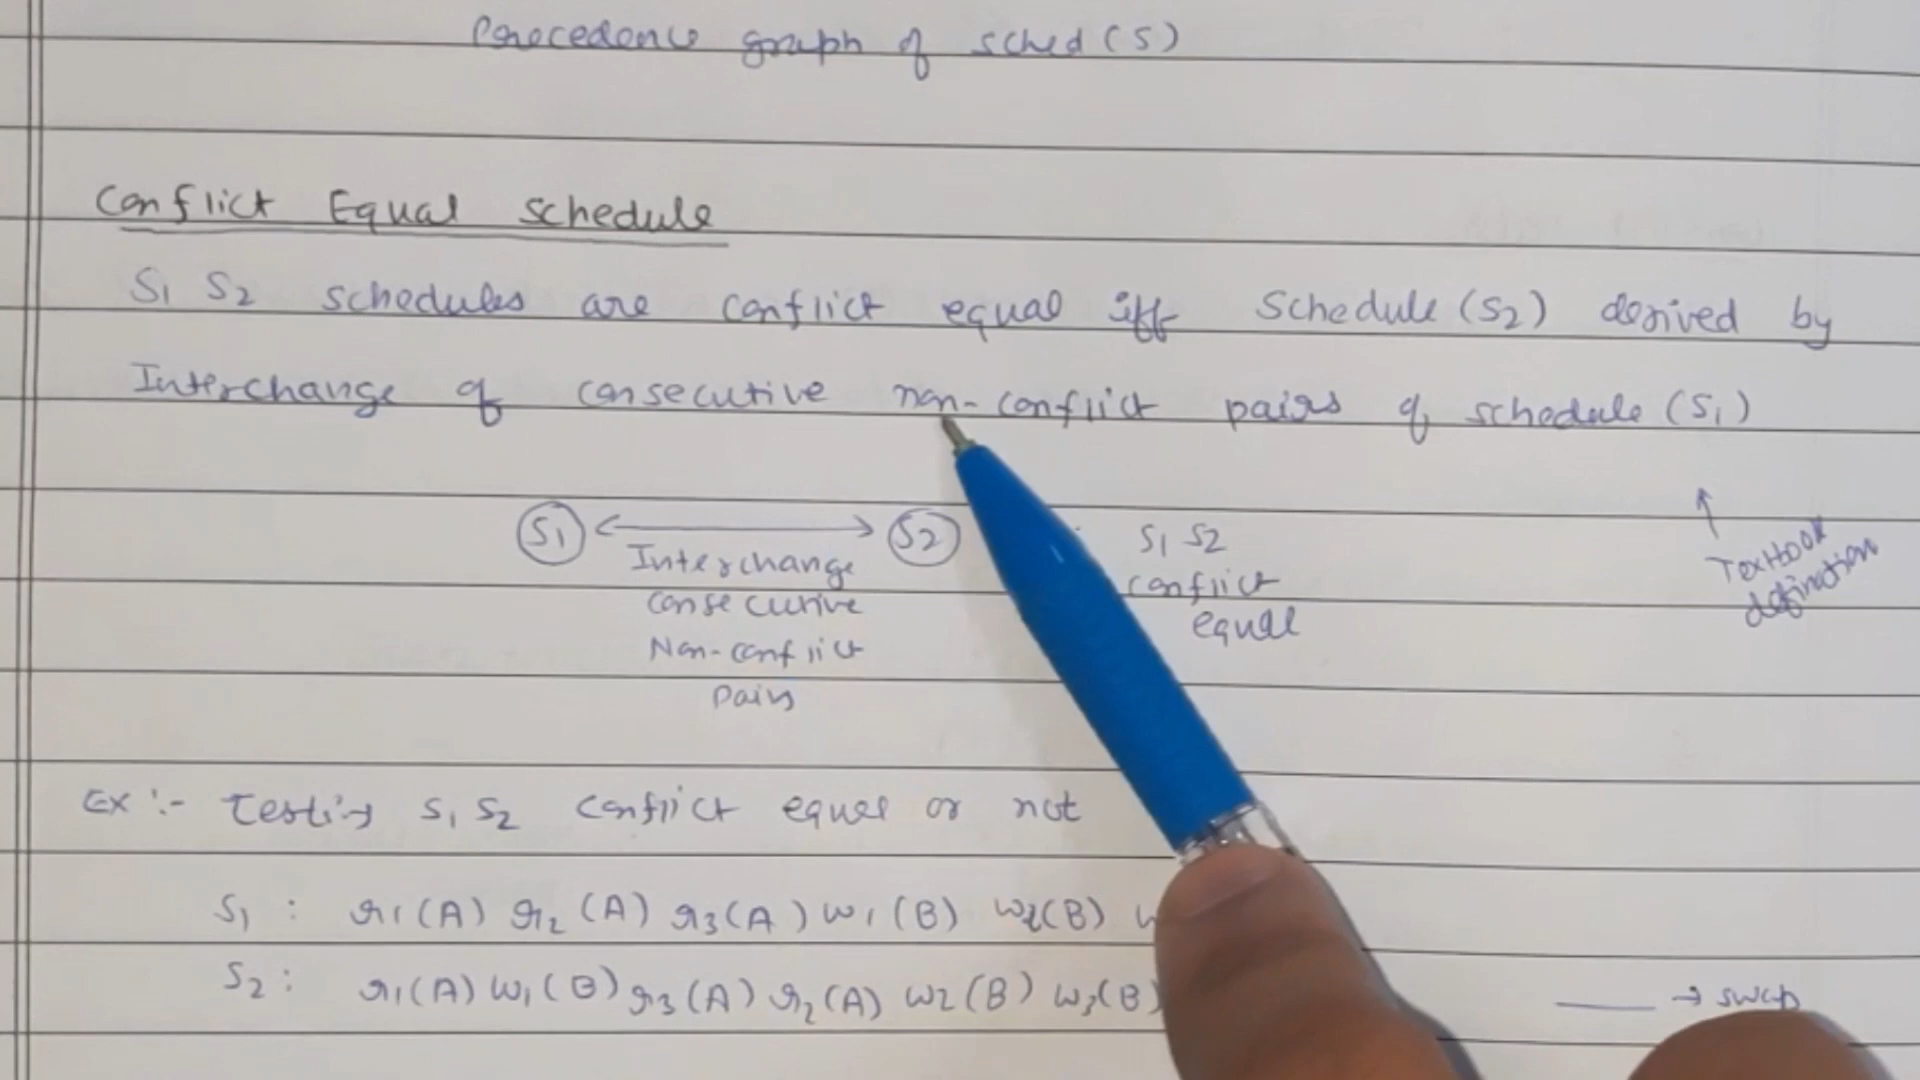 Precedence graph of sched(S)
Conflict Equal Schedule
S1 S2 schedules are conflict equal iff Schedule(S2) derived by
Interchange of consecutive non-conflict pairs of schedule(S1)
S1 ⟷ S2
Interchange
consecutive
Non-conflict
pairs
S1 S2
conflict
equal
↑
Textbook
defination
Ex :- Testing S1 S2 conflict equal or not
S1 : r1(A) r2(A) r3(A) w1(B) w2(B)
S2 : r1(A) w1(B) r3(A) r2(A) w2(B) w3(B)
→ swap